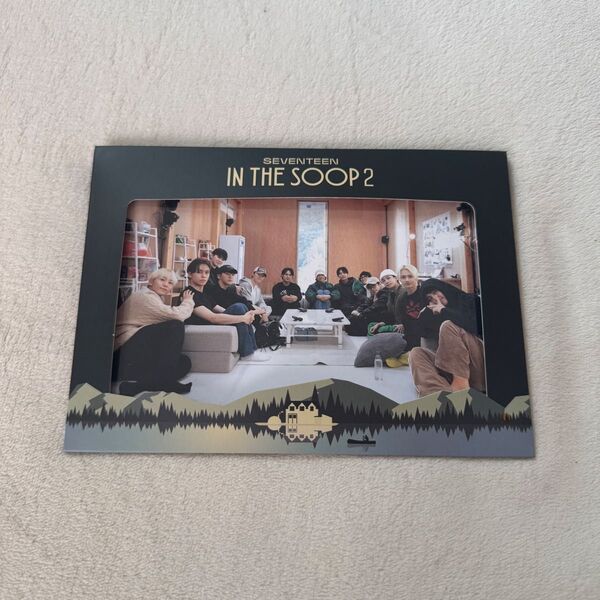 SEVENTEEN
IN THE SOOP 2